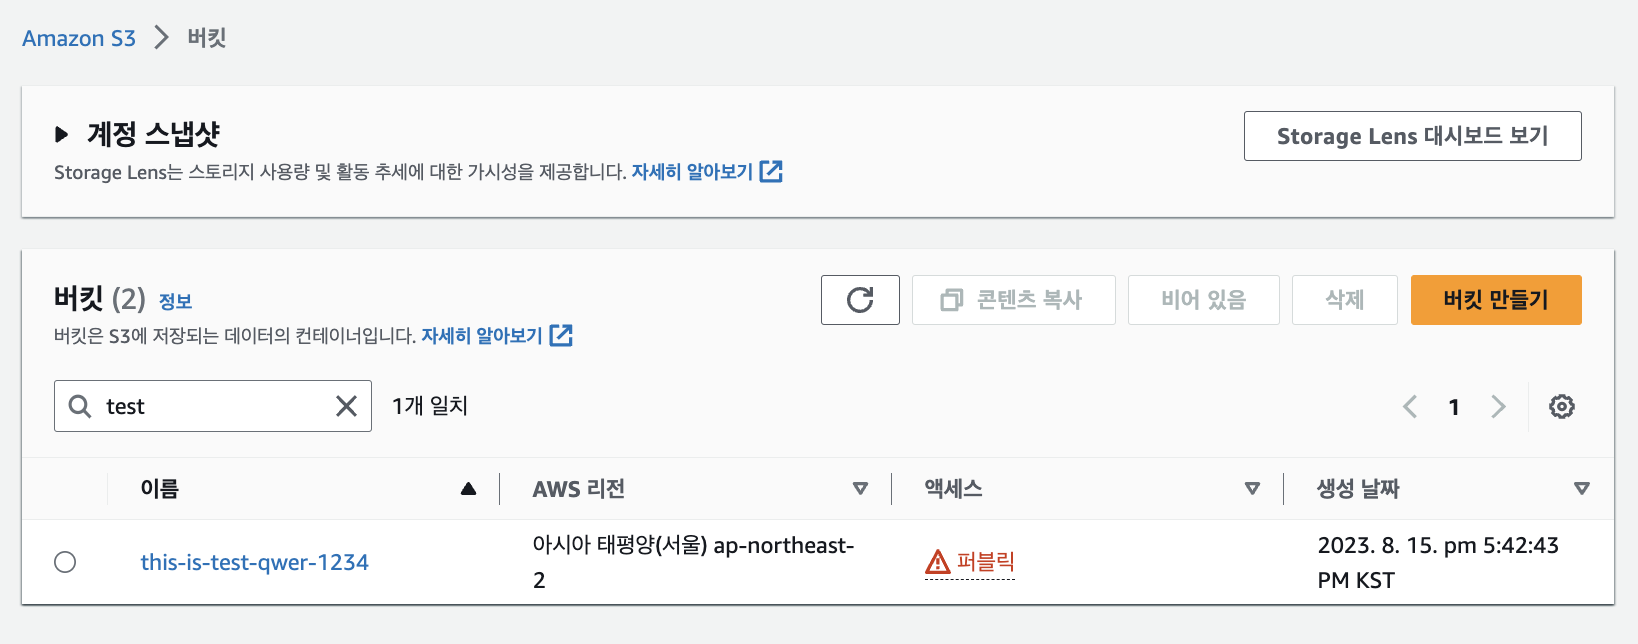 Amazon S3 > 버킷
계정 스냅샷
Storage Lens 대시보드 보기
Storage Lens는 스토리지 사용량 및 활동 추세에 대한 가시성을 제공합니다. 자세히 알아보기
버킷 (2) 정보
콘텐츠 복사 비어 있음 삭제 버킷 만들기
버킷은 S3에 저장되는 데이터의 컨테이너입니다. 자세히 알아보기
test 1개 일치 1
이름 AWS 리전 액세스 생성 날짜
this-is-test-qwer-1234
아시아 태평양(서울) ap-northeast-
2
퍼블릭
2023. 8. 15. pm 5:42:43
PM KST